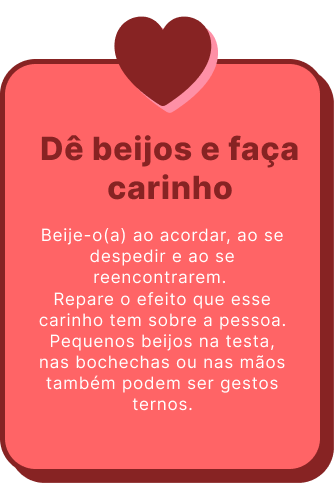 Dê beijos e faça
carinho
Beije-o(a) ao acordar, ao se
despedir e ao se
reencontrarem.
Repare o efeito que esse
carinho tem sobre a pessoa.
Pequenos beijos na testa,
nas bochechas ou nas mãos
também podem ser gestos
ternos.